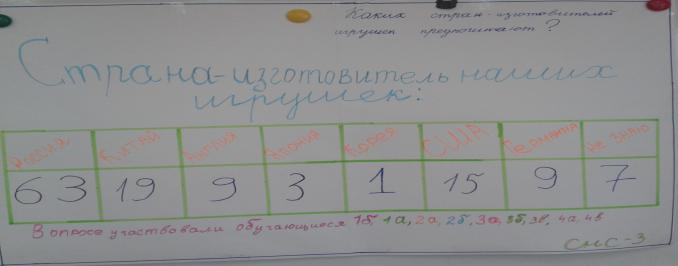 Каких стран-изготовителей
игрушек предпочитают?
Страна-изготовитель наших
игрушек:
Россия Китай Англия Япония Корея США Германия Не знаю
63 19 9 3 1 15 9 7
В опросе участвовали обучающиеся 1б, 1а, 2а, 2б, 3а, 3б, 3в, 4а, 4в
СМС-3